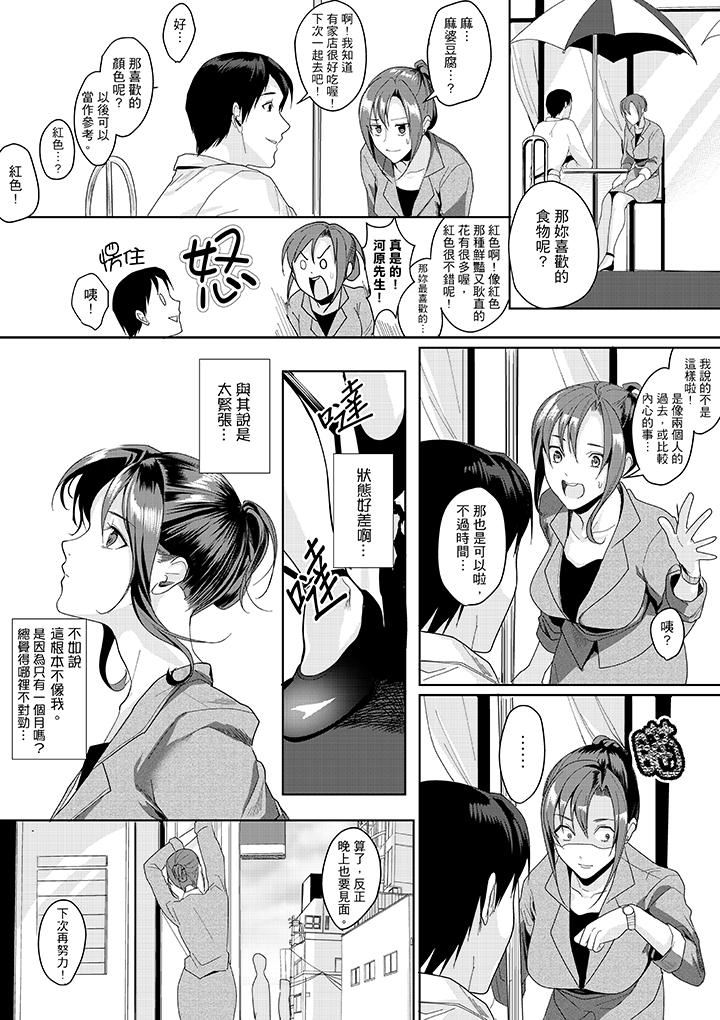 那妳喜歡的
食物呢？
麻…
麻婆豆腐…？
啊！我知道
有家店很好吃喔！
下次一起去吧！
好…
那喜歡的
顏色呢？
以後可以
當作參考。
紅色…？
紅色！
紅色啊！像紅色
那種鮮豔又耿直的
花有很多喔，
紅色很不錯呢！
那妳最喜歡的…
真是的！
河原先生！
怒
愣住
咦！
我說的不是
這樣啦！
是像兩個人的
過去，或比較
內心的事…
那也是可以啦，
不過時間…
咦？
……
噠
噠
狀態好差啊…
與其說是
太緊張…
不如說
這根本不像我。
是因為只有一個月嗎？
總覺得哪裡不對勁…
算了，反正
晚上也要見面。
下次再努力！